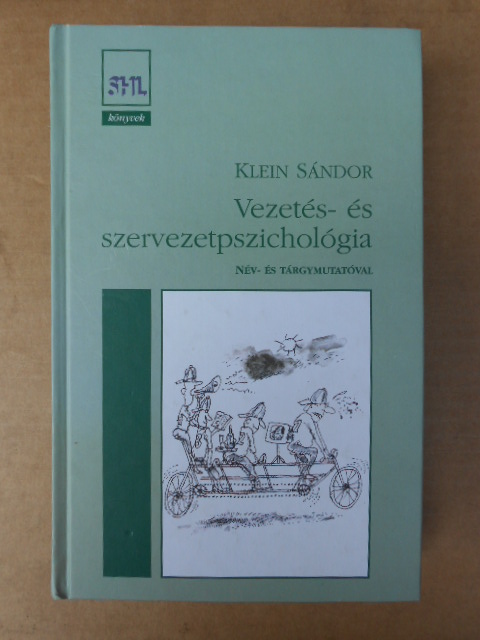 SHL
könyvek
KLEIN SÁNDOR
Vezetés- és
szervezetpszichológia
NÉV- ÉS TÁRGYMUTATÓVAL